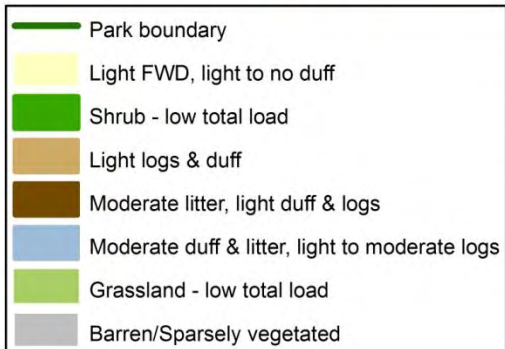 Park boundary
Light FWD, light to no duff
Shrub - low total load
Light logs & duff
Moderate litter, light duff & logs
Moderate duff & litter, light to moderate logs
Grassland - low total load
Barren/Sparsely vegetated